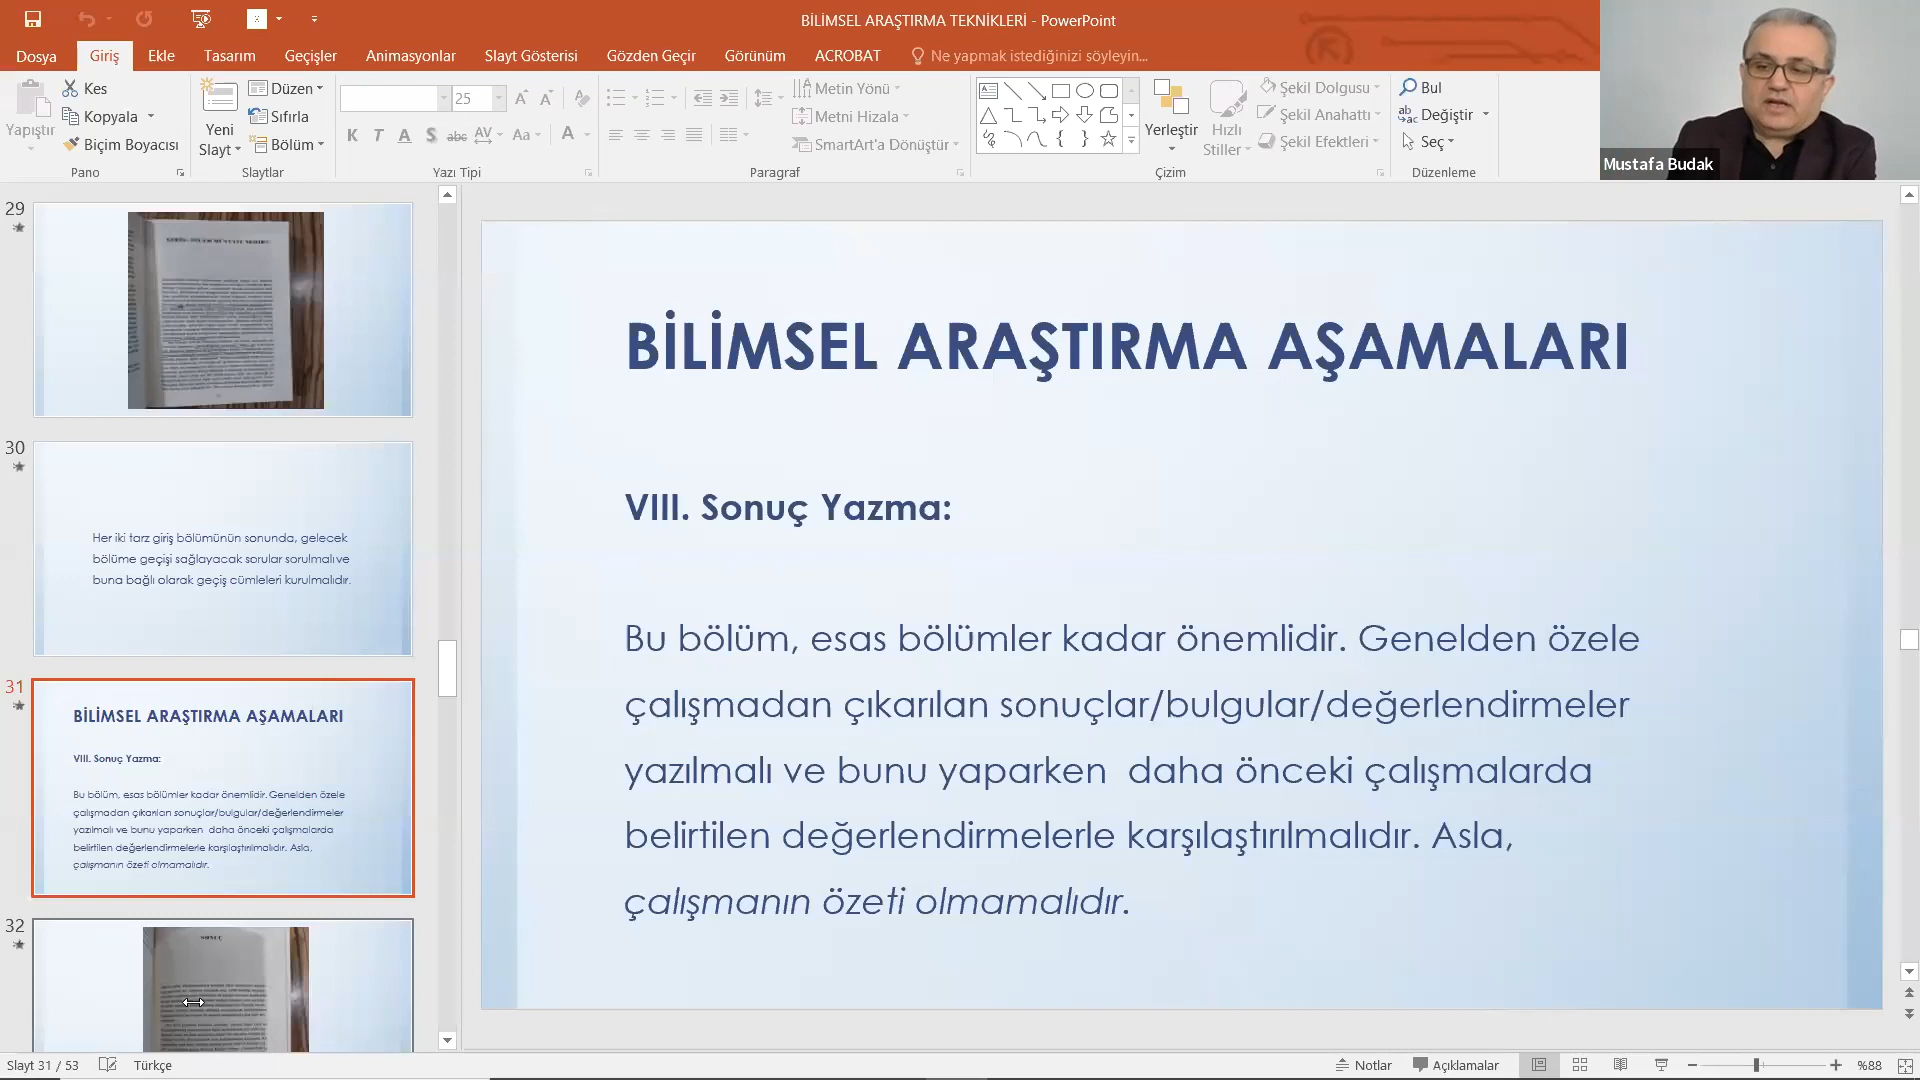 BİLİMSEL ARAŞTIRMA TEKNİKLERİ - PowerPoint
Dosya
Giriş
Ekle
Tasarım
Geçişler
Animasyonlar
Slayt Gösterisi
Gözden Geçir
Görünüm
ACROBAT
Ne yapmak istediğinizi söyleyin...
Mustafa Budak
Yapıştır
Kes
Kopyala
Biçim Boyacısı
Pano
Yeni
Slayt
Düzen
Sıfırla
Bölüm
Slaytlar
25
K T A S abc AV Aa A
Yazı Tipi
Metin Yönü
Metni Hizala
SmartArt'a Dönüştür
Paragraf
Yerleştir
Hızlı
Stiller
Şekil Dolgusu
Şekil Anahattı
Şekil Efektleri
Çizim
Bul
Değiştir
Seç
Düzenleme
29
30
Her iki tarz giriş bölümünün sonunda, gelecek
bölüme geçişi sağlayacak sorular sorulmalı ve
buna bağlı olarak geçiş cümleleri kurulmalıdır.
31
BİLİMSEL ARAŞTIRMA AŞAMALARI
VIII. Sonuç Yazma:
Bu bölüm, esas bölümler kadar önemlidir. Genelden özele
çalışmadan çıkarılan sonuçlar/bulgular/değerlendirmeler
yazılmalı ve bunu yaparken daha önceki çalışmalarda
belirtilen değerlendirmelerle karşılaştırılmalıdır. Asla,
çalışmanın özeti olmamalıdır.
32
SONUÇ
BİLİMSEL ARAŞTIRMA AŞAMALARI
VIII. Sonuç Yazma:
Bu bölüm, esas bölümler kadar önemlidir. Genelden özele
çalışmadan çıkarılan sonuçlar/bulgular/değerlendirmeler
yazılmalı ve bunu yaparken  daha önceki çalışmalarda
belirtilen değerlendirmelerle karşılaştırılmalıdır. Asla,
çalışmanın özeti olmamalıdır.
Slayt 31 / 53
Türkçe
Notlar
Açıklamalar
%88